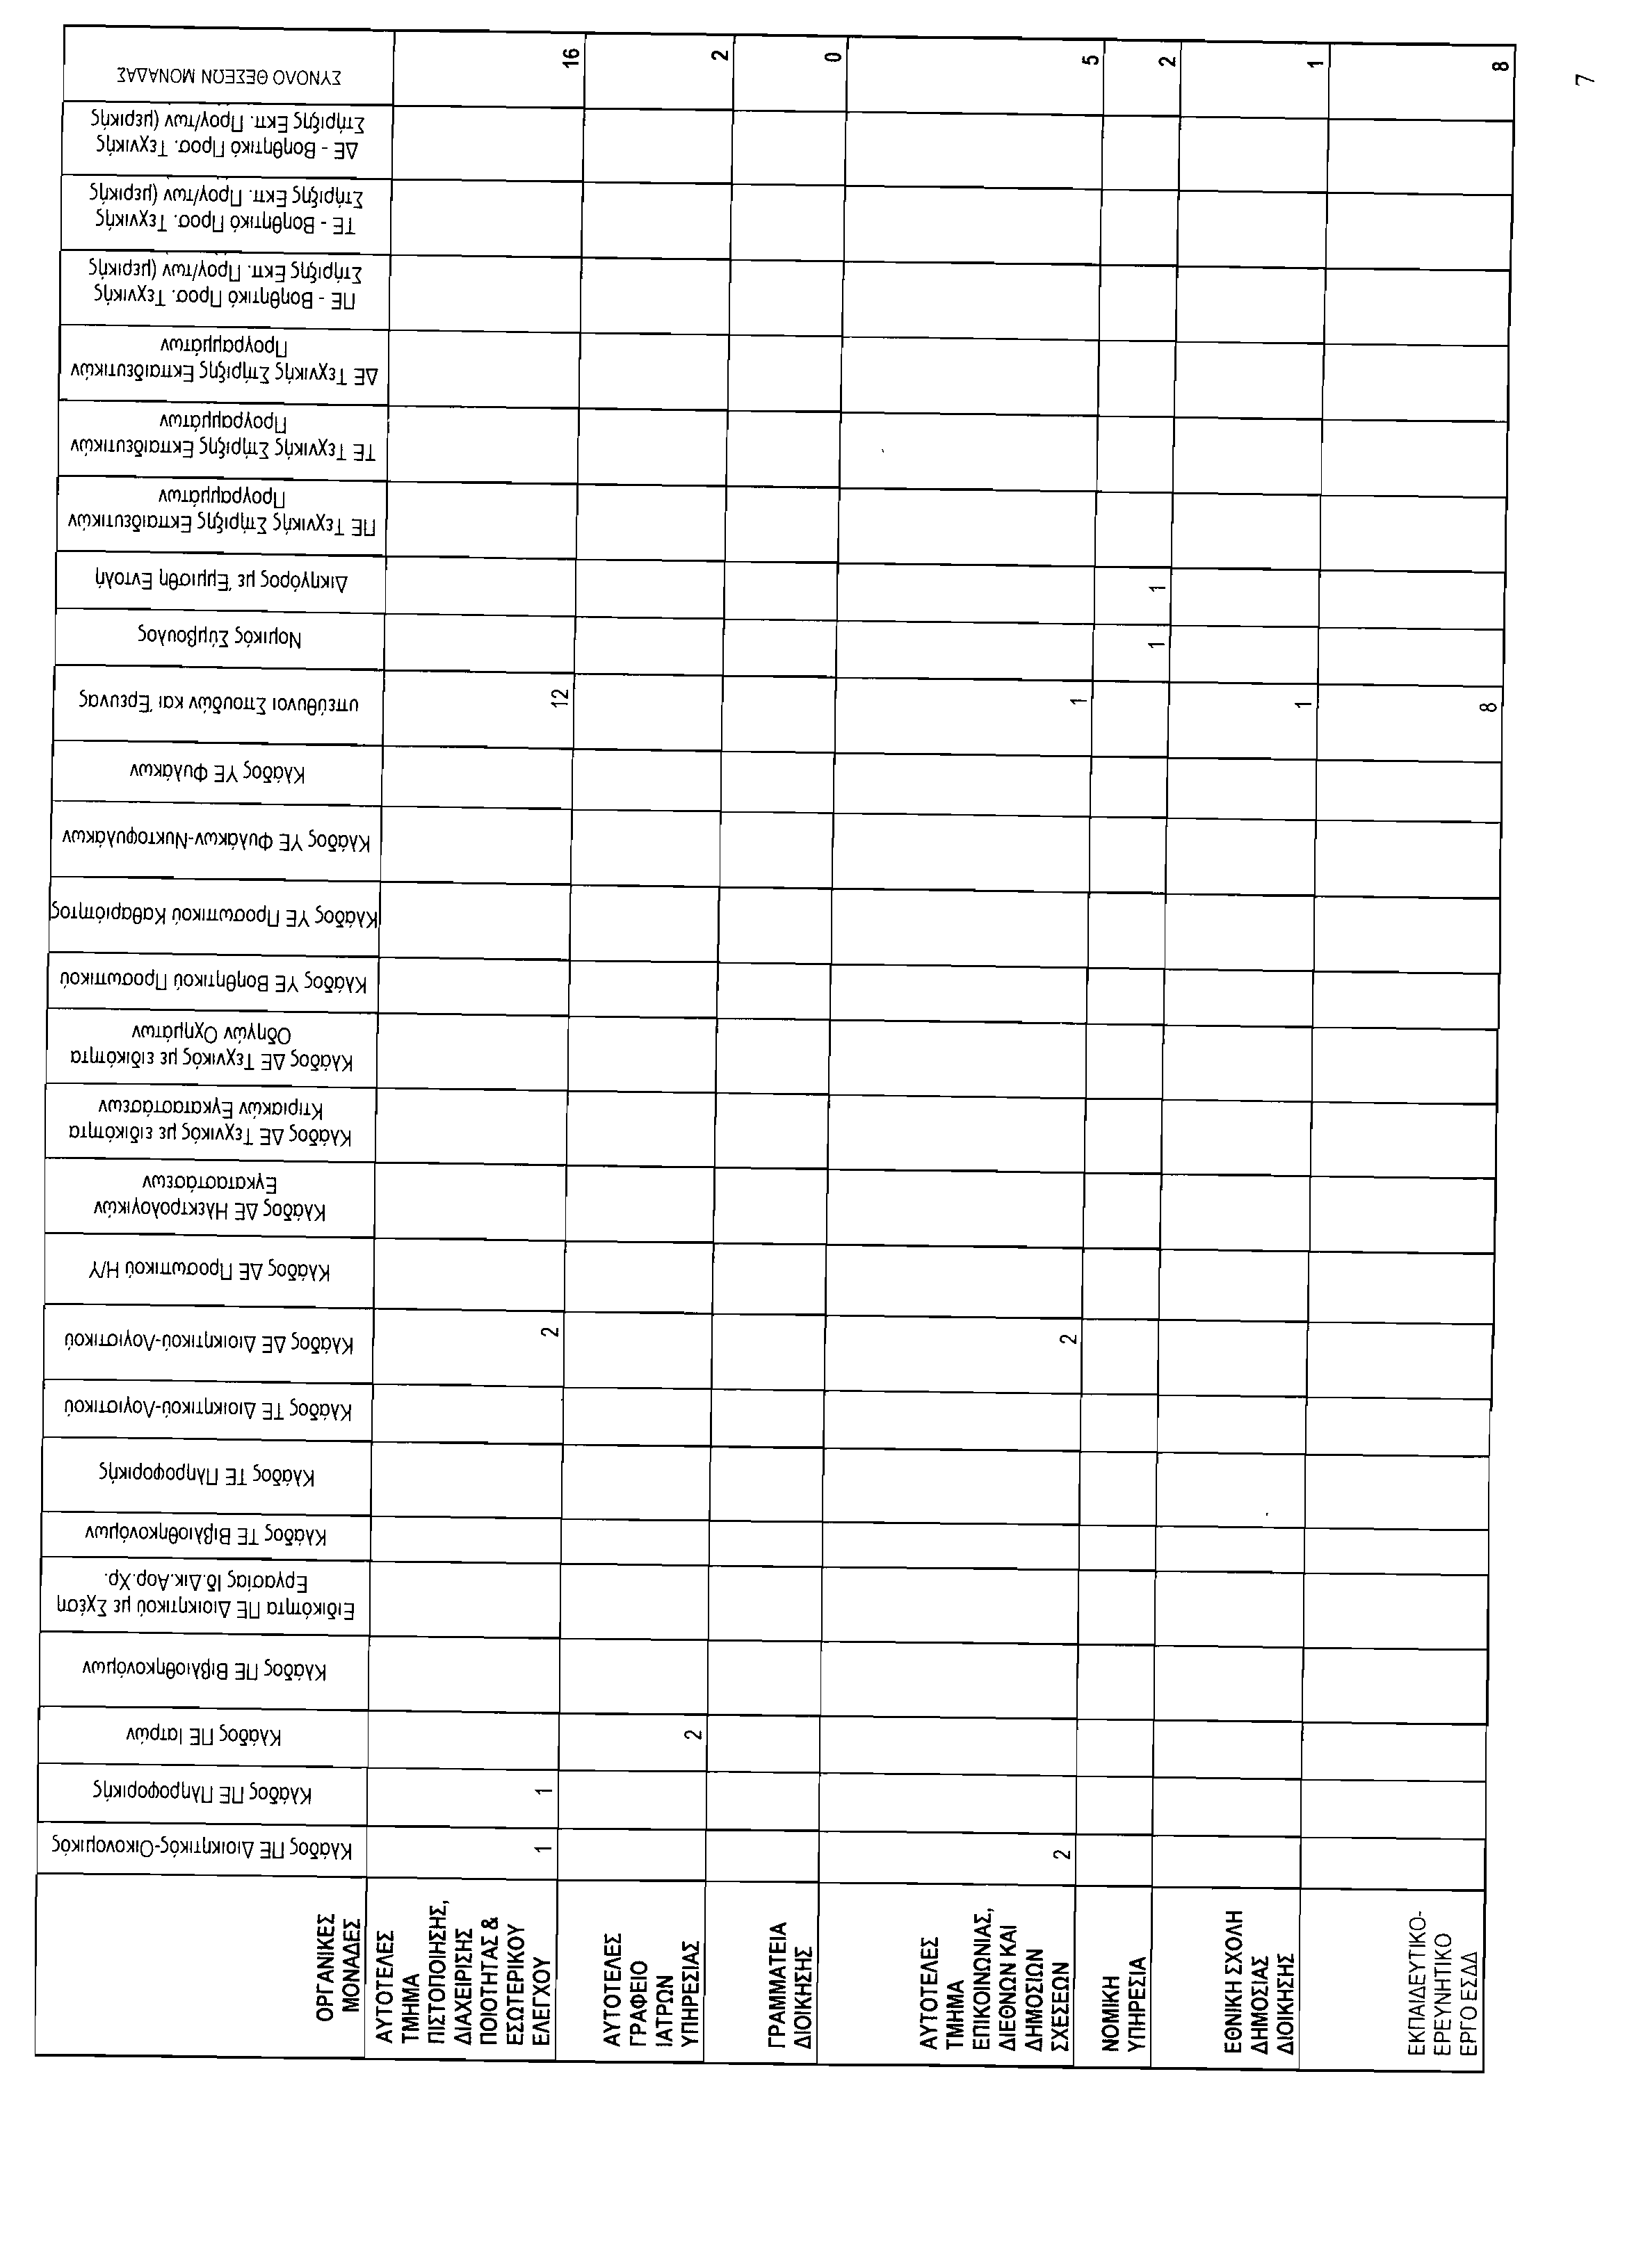 ΟΡΓΑΝΙΚΕΣ
ΜΟΝΑΔΕΣ
Κλάδος ΠΕ Διοικητικός-Οικονομικός
Κλάδος ΠΕ Πληροφορικής
Κλάδος ΠΕ Ιατρών
Κλάδος ΠΕ Βιβλιοθηκονόμων
Ειδικότητα ΠΕ Διοικητικού με Σχέση
Εργασίας Ιδ.Δικ.Αορ.Χρ.
Κλάδος ΤΕ Βιβλιοθηκονόμων
Κλάδος ΤΕ Πληροφορικής
Κλάδος ΤΕ Διοικητικού-Λογιστικού
Κλάδος ΔΕ Διοικητικού-Λογιστικού
Κλάδος ΔΕ Προσωπικού Η/Υ
Κλάδος ΔΕ Ηλεκτρολογικών
Εγκαταστάσεων
Κλάδος ΔΕ Τεχνικός με ειδικότητα
Κτιριακών Εγκαταστάσεων
Κλάδος ΔΕ Τεχνικός με ειδικότητα
Οδηγών Οχημάτων
Κλάδος ΥΕ Βοηθητικού Προσωπικού
Κλάδος ΥΕ Προσωπικού Καθαριότητος
Κλάδος ΥΕ Φυλάκων-Νυκτοφυλάκων
Κλάδος ΥΕ Φυλάκων
υπεύθυνοι Σπουδών και Έρευνας
Νομικός Σύμβουλος
Δικηγόρος με Έμμισθη Εντολή
ΠΕ Τεχνικής Στήριξης Εκπαιδευτικών
Προγραμμάτων
ΤΕ Τεχνικής Στήριξης Εκπαιδευτικών
Προγραμμάτων
ΔΕ Τεχνικής Στήριξης Εκπαιδευτικών
Προγραμμάτων
ΠΕ - Βοηθητικό Προσ. Τεχνικής
Στήριξης Εκπ. Προγ/των (μερικής
ΤΕ - Βοηθητικό Προσ. Τεχνικής
Στήριξης Εκπ. Προγ/των (μερικής
ΔΕ - Βοηθητικό Προσ. Τεχνικής
Στήριξης Εκπ. Προγ/των (μερικής
ΣΥΝΟΛΟ ΘΕΣΕΩΝ ΜΟΝΑΔΑΣ
ΑΥΤΟΤΕΛΕΣ
ΤΜΗΜΑ
ΠΙΣΤΟΠΟΙΗΣΗΣ,
ΔΙΑΧΕΙΡΙΣΗΣ
ΠΟΙΟΤΗΤΑΣ &
ΕΣΩΤΕΡΙΚΟΥ
ΕΛΕΓΧΟΥ 1 1 2 12 16
ΑΥΤΟΤΕΛΕΣ
ΓΡΑΦΕΙΟ
ΙΑΤΡΩΝ
ΥΠΗΡΕΣΙΑΣ 2 2
ΓΡΑΜΜΑΤΕΙΑ
ΔΙΟΙΚΗΣΗΣ 0
ΑΥΤΟΤΕΛΕΣ
ΤΜΗΜΑ
ΕΠΙΚΟΙΝΩΝΙΑΣ,
ΔΙΕΘΝΩΝ ΚΑΙ
ΔΗΜΟΣΙΩΝ
ΣΧΕΣΕΩΝ 2 2 1 5
ΝΟΜΙΚΗ
ΥΠΗΡΕΣΙΑ 1 1 2
ΕΘΝΙΚΗ ΣΧΟΛΗ
ΔΗΜΟΣΙΑΣ
ΔΙΟΙΚΗΣΗΣ 1 1
ΕΚΠΑΙΔΕΥΤΙΚΟ-
ΕΡΕΥΝΗΤΙΚΟ
ΕΡΓΟ ΕΣΔΔ 8 8
7